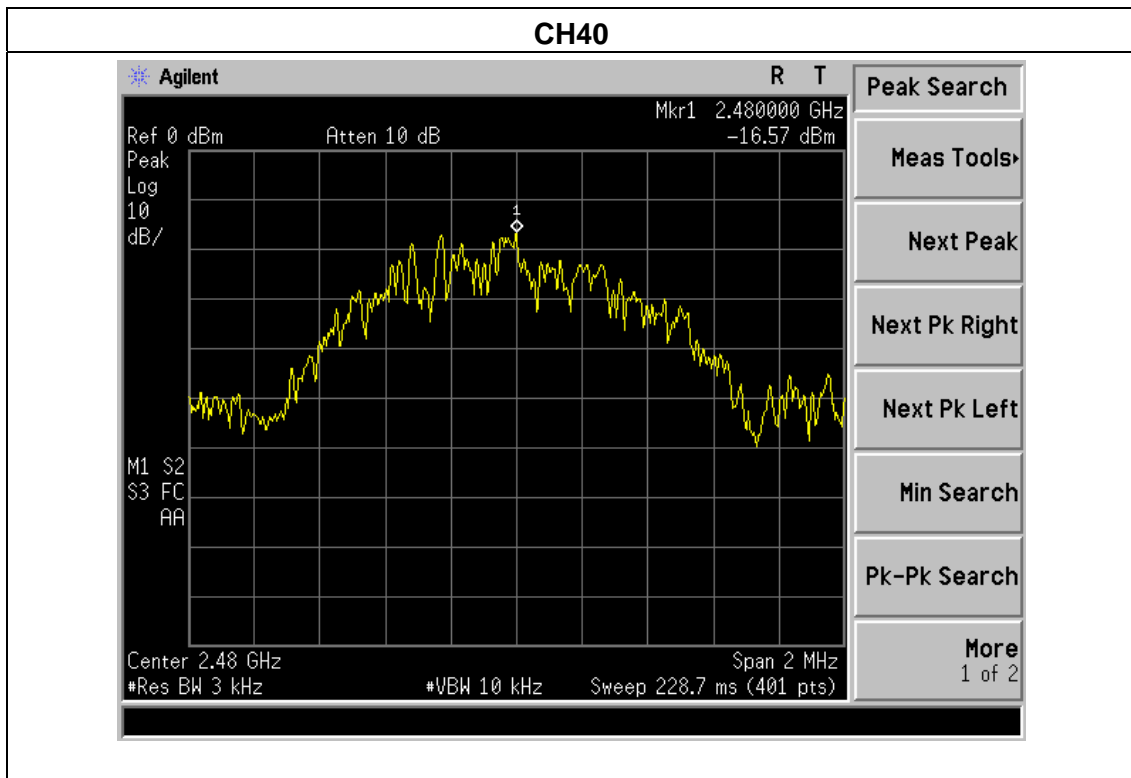 CH40
Agilent R T
Peak Search
Mkr1 2.480000 GHz
Ref 0 dBm Atten 10 dB -16.57 dBm
Peak
Log
10
dB/
1
M1 S2
S3 FC
AA
Center 2.48 GHz Span 2 MHz
#Res BW 3 kHz #VBW 10 kHz Sweep 228.7 ms (401 pts)
Meas Tools
Next Peak
Next Pk Right
Next Pk Left
Min Search
Pk-Pk Search
More
1 of 2